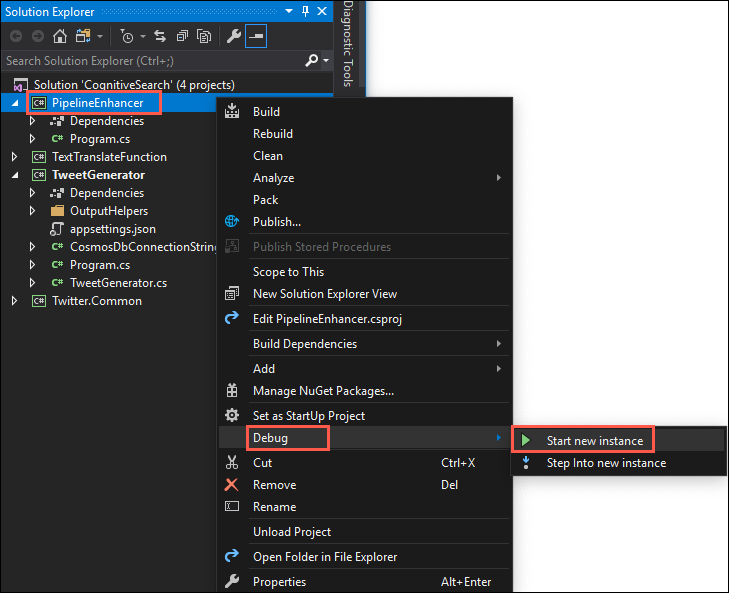 Solution Explorer
Search Solution Explorer (Ctrl+;)
Solution 'CognitiveSearch' (4 projects)
C# PipelineEnhancer
Dependencies
C# Program.cs
C# TextTranslateFunction
C# TweetGenerator
Dependencies
OutputHelpers
appsettings.json
C# CosmosDbConnectionString
C# Program.cs
C# TweetGenerator.cs
C# Twitter.Common
Diagnostic Tools
Build
Rebuild
Clean
Analyze
Pack
Publish...
Publish Stored Procedures
Scope to This
New Solution Explorer View
Edit PipelineEnhancer.csproj
Build Dependencies
Add
Manage NuGet Packages...
Set as StartUp Project
Debug
Cut Ctrl+X
Remove Del
Rename
Unload Project
Open Folder in File Explorer
Properties Alt+Enter
Start new instance
Step Into new instance